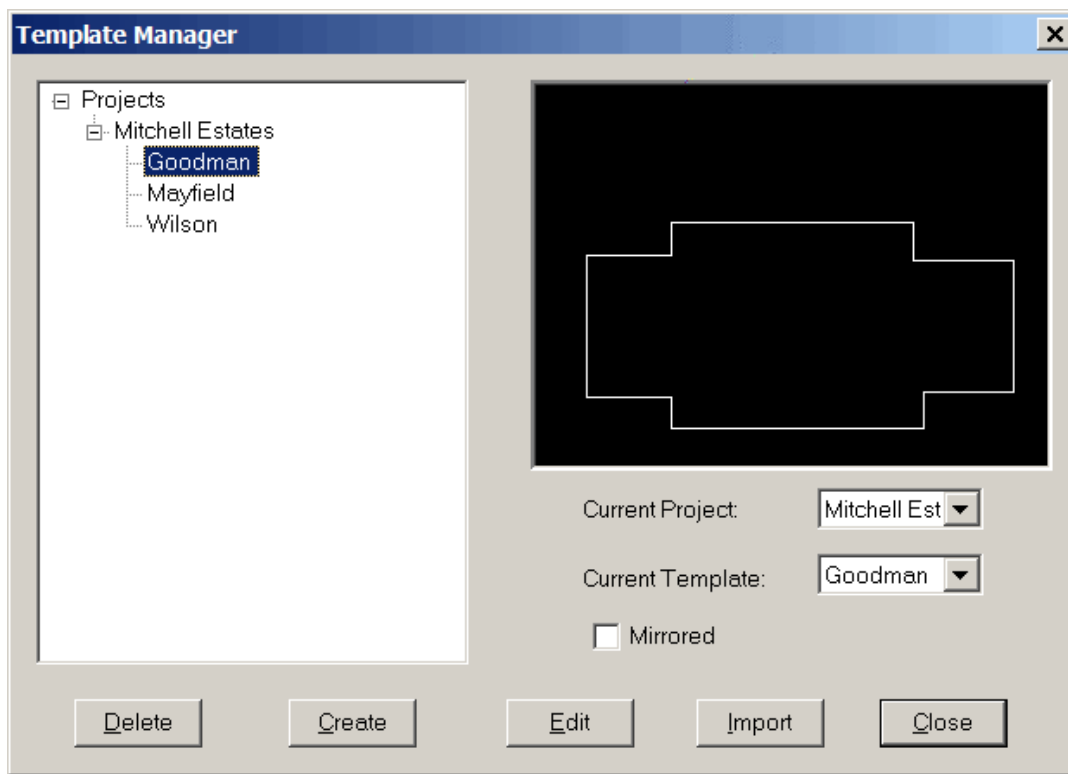 Template Manager
Projects
Mitchell Estates
Goodman
Mayfield
Wilson
Current Project: Mitchell Est
Current Template: Goodman
Mirrored
Delete Create Edit Import Close